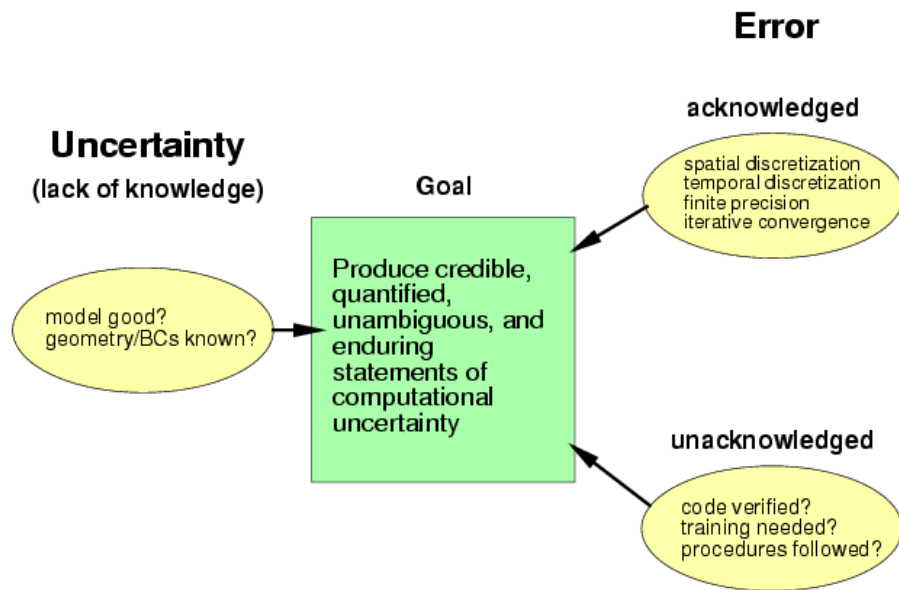 Error
acknowledged
spatial discretization
temporal discretization
finite precision
iterative convergence
Uncertainty
(lack of knowledge)
model good?
geometry/BCs known?
Goal
Produce credible,
quantified,
unambiguous, and
enduring
statements of
computational
uncertainty
unacknowledged
code verified?
training needed?
procedures followed?